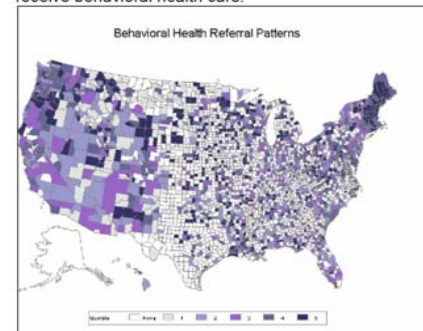 receive behavioral health care.
Behavioral Health Referral Patterns
None 1 2 3 4 5